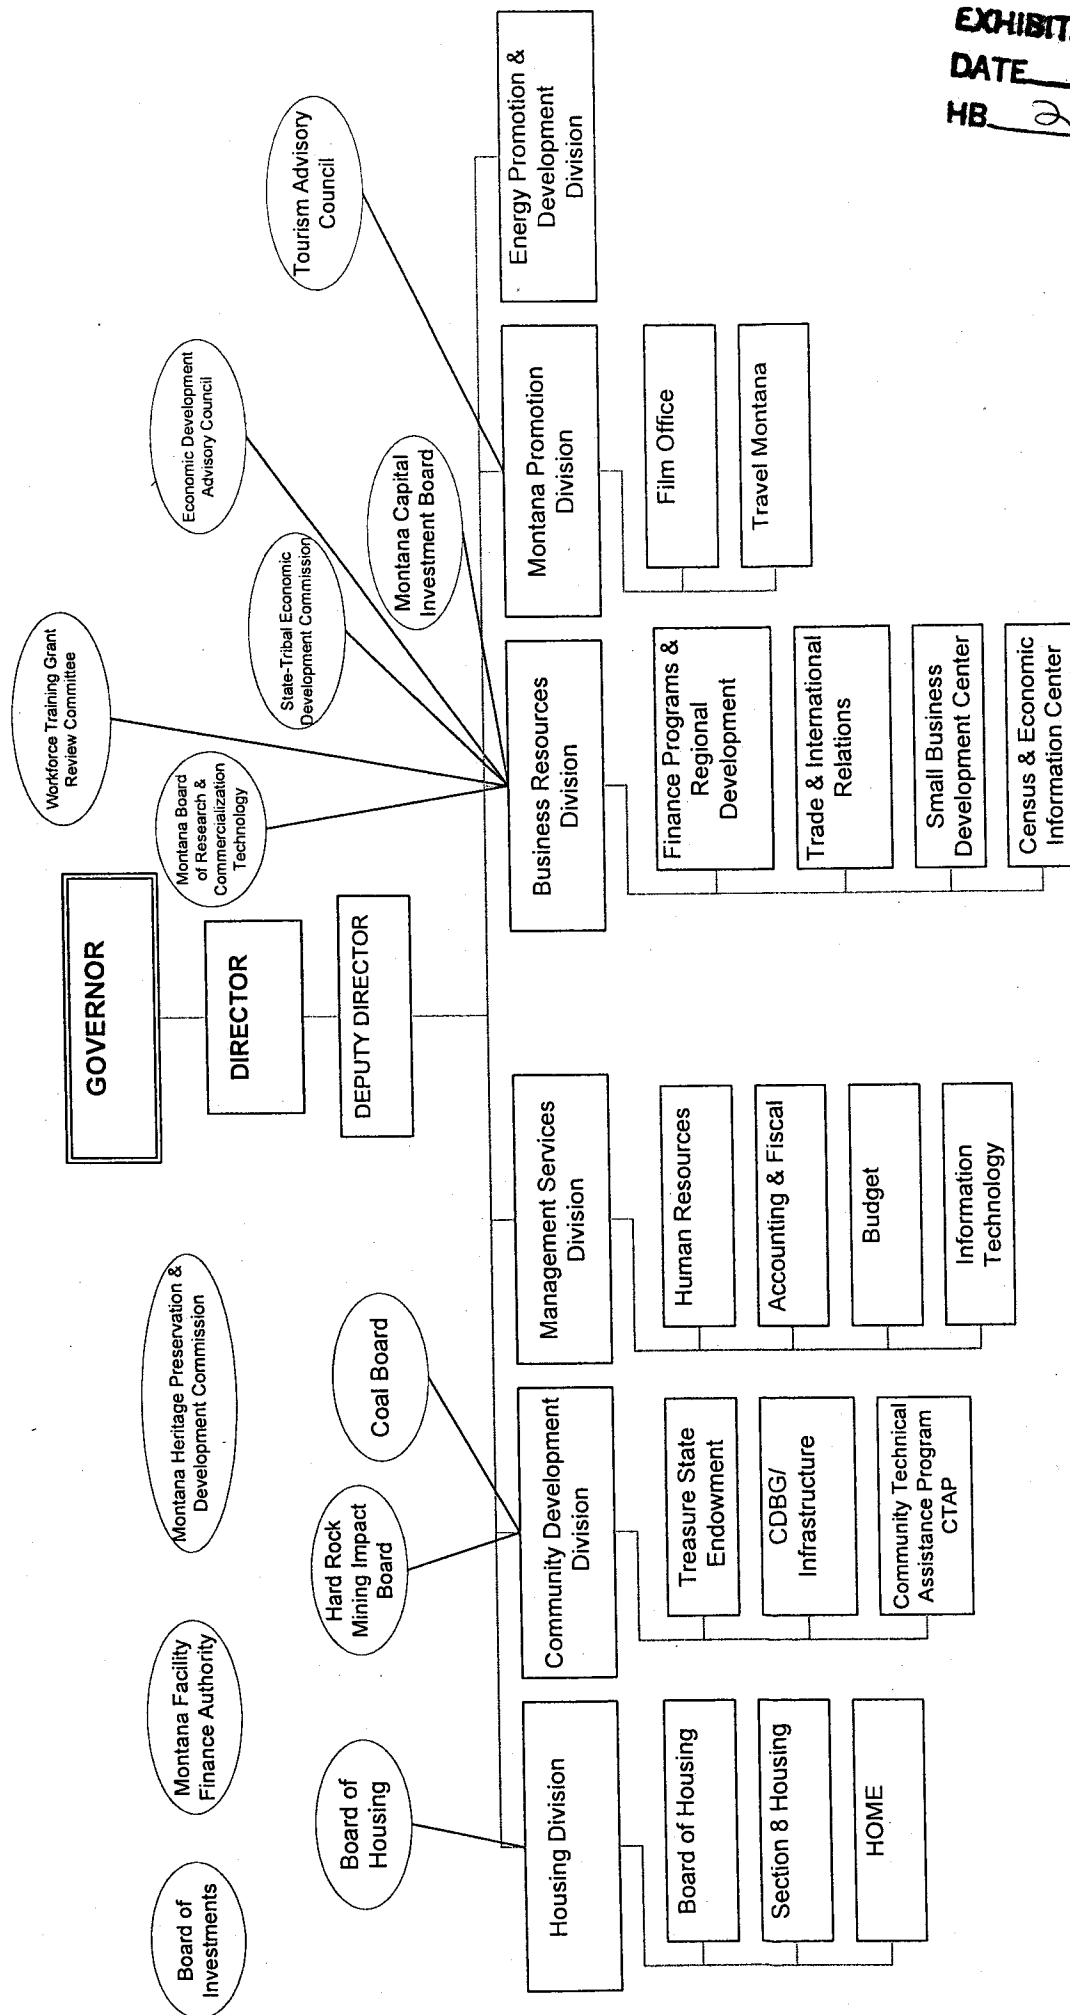 EXHIBIT
DATE
HB 2
GOVERNOR
DIRECTOR
DEPUTY DIRECTOR
Board of
Investments
Montana Facility
Finance Authority
Montana Heritage Preservation &
Development Commission
Board of
Housing
Hard Rock
Mining Impact
Board
Coal Board
Workforce Training Grant
Review Committee
Montana Board
of Research &
Commercialization
Technology
State-Tribal Economic
Development Commission
Economic Development
Advisory Council
Montana Capital
Investment Board
Tourism Advisory
Council
Housing Division
Board of Housing
Section 8 Housing
HOME
Community Development
Division
Treasure State
Endowment
CDBG/
Infrastructure
Community Technical
Assistance Program
CTAP
Management Services
Division
Human Resources
Accounting & Fiscal
Budget
Information
Technology
Business Resources
Division
Finance Programs &
Regional
Development
Trade & International
Relations
Small Business
Development Center
Census & Economic
Information Center
Montana Promotion
Division
Film Office
Travel Montana
Energy Promotion &
Development
Division